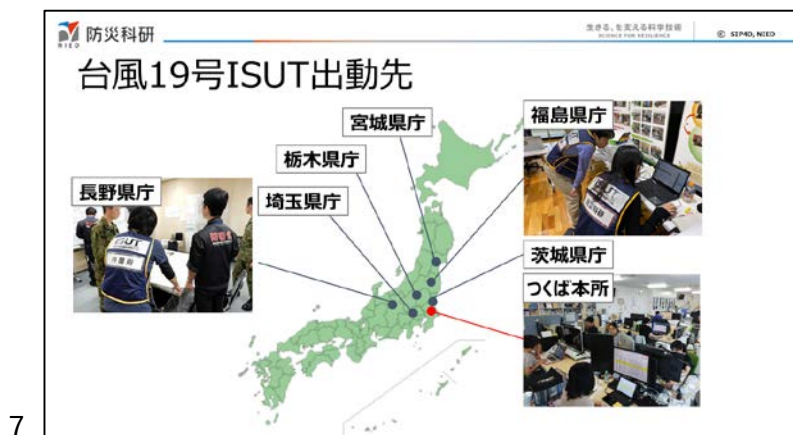 防災科研
NIED
生きる、を支える科学技術
SCIENCE FOR RESILIENCE
© SIP4D, NIED
台風19号ISUT出動先
宮城県庁
福島県庁
栃木県庁
長野県庁
埼玉県庁
茨城県庁
つくば本所
ISUT
内閣府
7